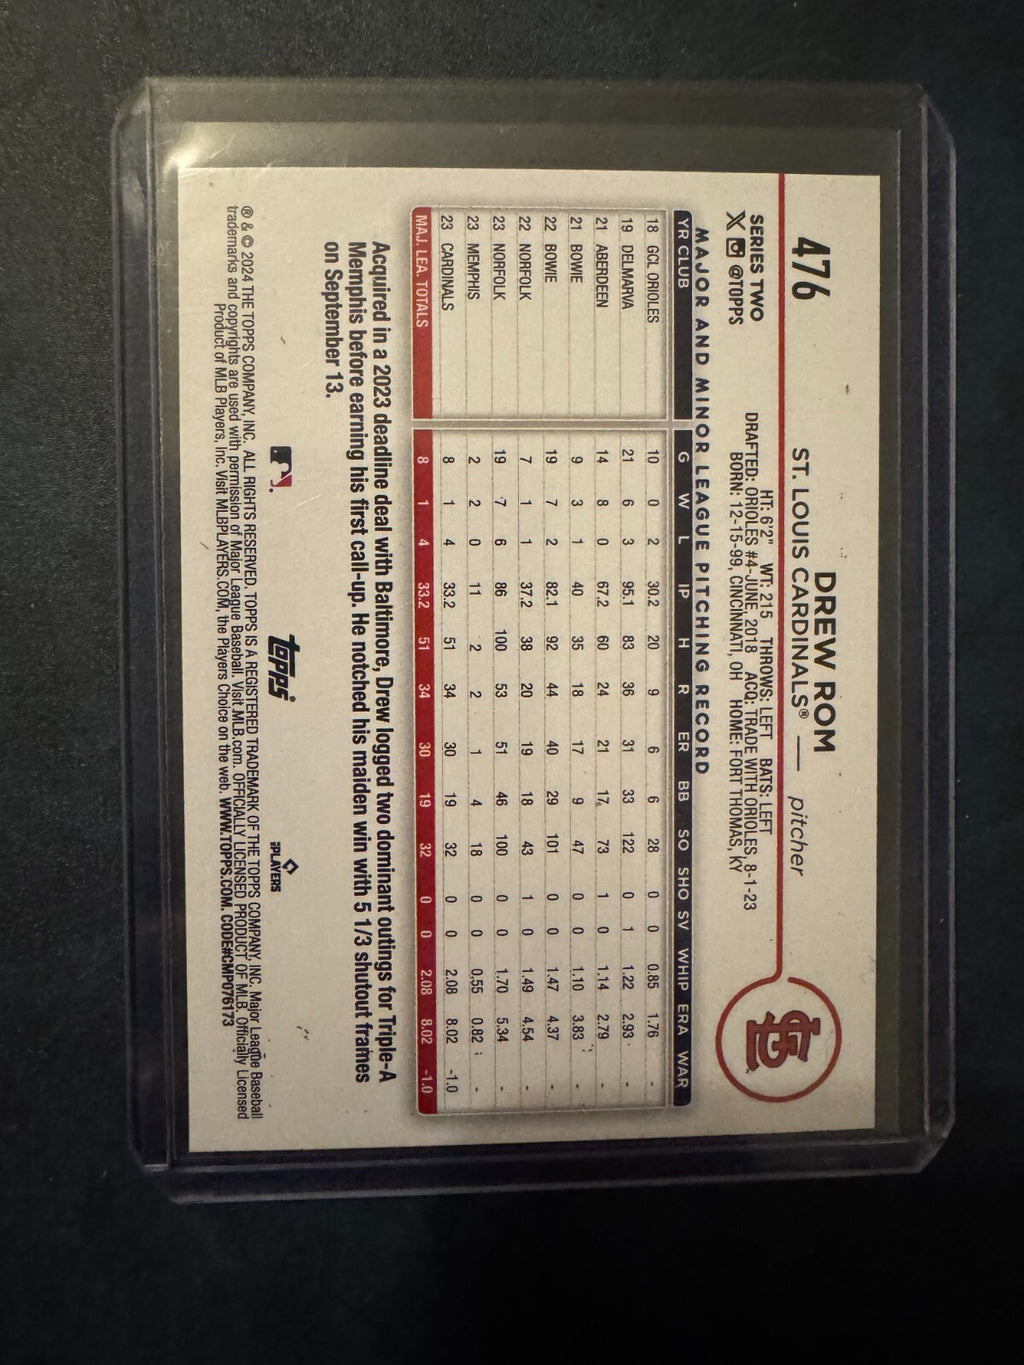 476
DREW ROM
ST. LOUIS CARDINALS® — pitcher
SERIES TWO
@TOPPS
HT: 6'2" WT: 215 THROWS: LEFT BATS: LEFT
DRAFTED: ORIOLES #4-JUNE, 2018 ACQ: TRADE WITH ORIOLES, 8-1-23
BORN: 12-15-99, CINCINNATI, OH HOME: FORT THOMAS, KY
MAJOR AND MINOR LEAGUE PITCHING RECORD
YR CLUB G W L IP H R ER BB SO SHO SV WHIP ERA WAR
18 GCL ORIOLES 10 0 2 30.2 20 9 6 6 28 0 0 0.85 1.76 -
19 DELMARVA 21 6 3 95.1 83 36 31 33 122 0 1 1.22 2.93 -
21 ABERDEEN 14 8 0 67.2 60 24 21 17 73 1 0 1.14 2.79 -
21 BOWIE 9 3 1 40 35 18 17 9 47 0 0 1.10 3.83 -
22 BOWIE 19 7 2 82.1 92 44 40 29 101 0 0 1.47 4.37 -
22 NORFOLK 7 1 1 37.2 38 20 19 18 43 1 0 1.49 4.54 -
23 NORFOLK 19 7 6 86 100 53 51 46 100 0 0 1.70 5.34 -
23 MEMPHIS 2 2 0 11 2 2 1 4 18 0 0 0.55 0.82 -
23 CARDINALS 8 1 4 33.2 51 34 30 19 32 0 0 2.08 8.02 -1.0
MAJ. LEA. TOTALS 8 1 4 33.2 51 34 30 19 32 0 0 2.08 8.02 -1.0
Acquired in a 2023 deadline deal with Baltimore, Drew logged two dominant outings for Triple-A
Memphis before earning his first call-up. He notched his maiden win with 5 1/3 shutout frames
on September 13.
topps
PLAYERS
® & © 2024 THE TOPPS COMPANY, INC. ALL RIGHTS RESERVED. TOPPS IS A REGISTERED TRADEMARK OF THE TOPPS COMPANY, INC. Major League Baseball
trademarks and copyrights are used with permission of Major League Baseball. Visit MLB.com. OFFICIALLY LICENSED PRODUCT OF MLB. Officially Licensed
Product of MLB Players, Inc. Visit MLBPLAYERS.COM, the Players Choice on the web. WWW.TOPPS.COM. CODE#CMP076173